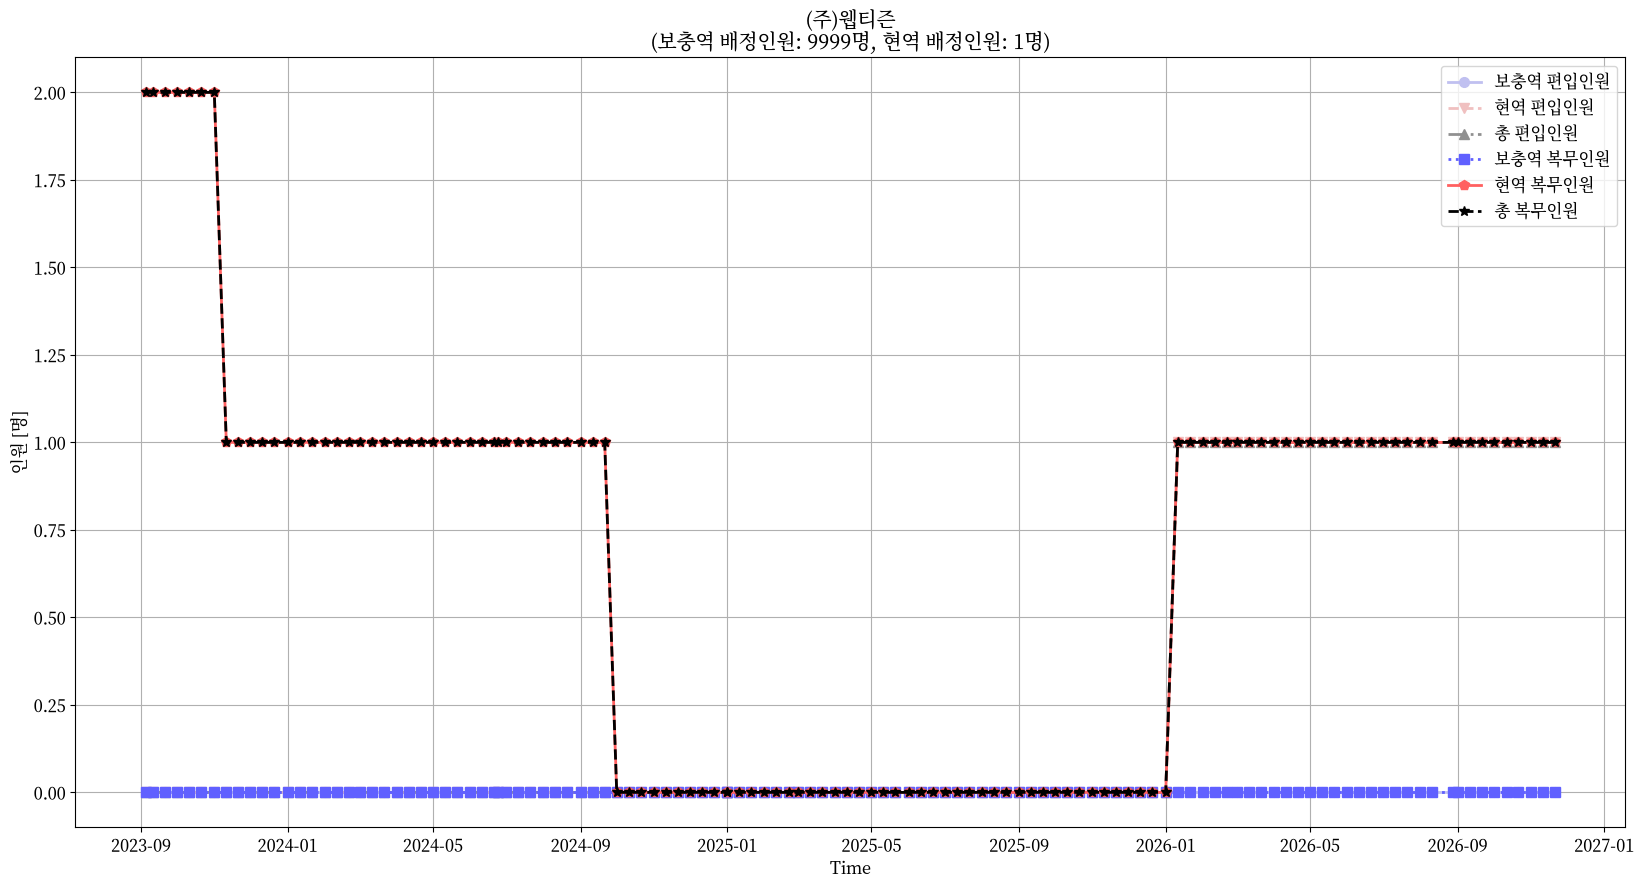 (주)웹티즌
(보충역 배정인원: 9999명, 현역 배정인원: 1명)
보충역 편입인원
현역 편입인원
총 편입인원
보충역 복무인원
현역 복무인원
총 복무인원
인원 [명]
2.00
1.75
1.50
1.25
1.00
0.75
0.50
0.25
0.00
2023-09 2024-01 2024-05 2024-09 2025-01 2025-05 2025-09 2026-01 2026-05 2026-09 2027-01
Time